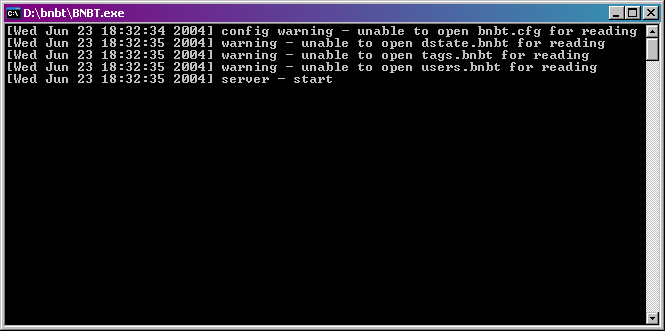 D:\bnbt\BNBT.exe
[Wed Jun 23 18:32:34 2004] config warning - unable to open bnbt.cfg for reading
[Wed Jun 23 18:32:35 2004] warning - unable to open dstate.bnbt for reading
[Wed Jun 23 18:32:35 2004] warning - unable to open tags.bnbt for reading
[Wed Jun 23 18:32:35 2004] warning - unable to open users.bnbt for reading
[Wed Jun 23 18:32:35 2004] server - start